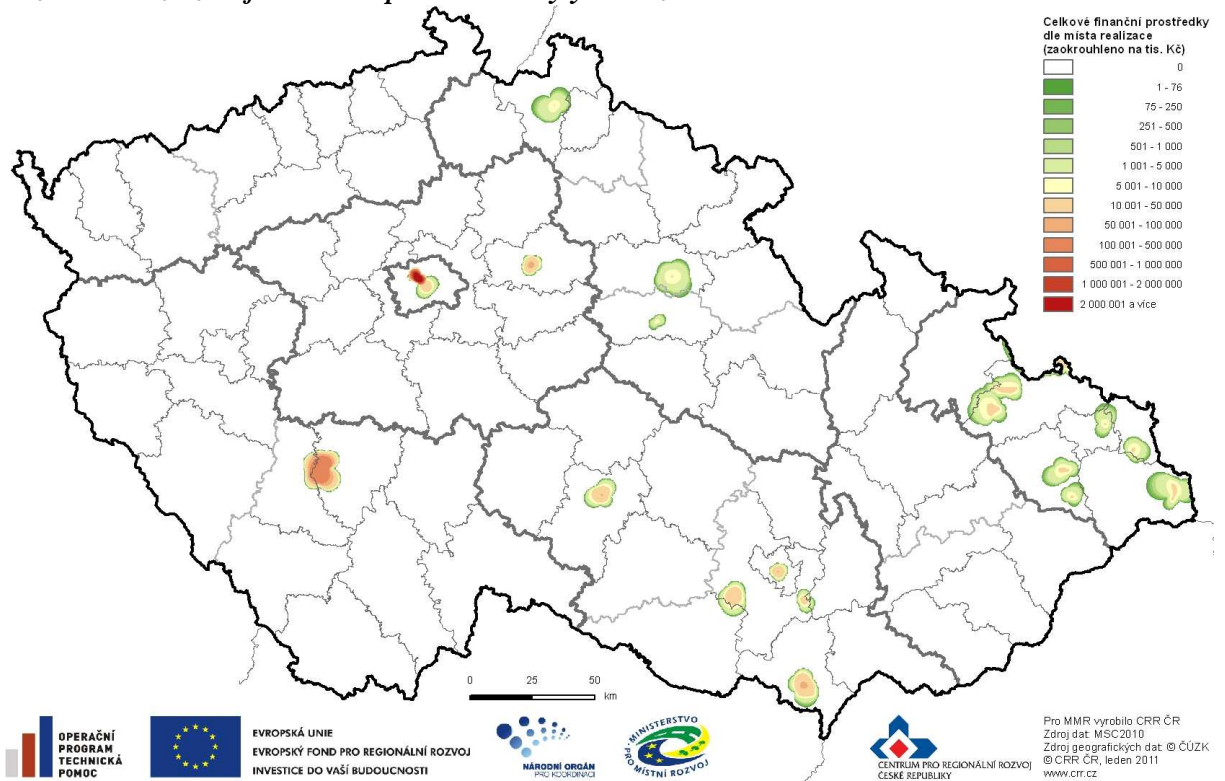 Celkové finanční prostředky
dle místa realizace
(zaokrouhleno na tis. Kč)
0
1 - 76
75 - 250
251 - 500
501 - 1 000
1 001 - 5 000
5 001 - 10 000
10 001 - 50 000
50 001 - 100 000
100 001 - 500 000
500 001 - 1 000 000
1 000 001 - 2 000 000
2 000 001 a více
0 25 50
km
OPERAČNÍ
PROGRAM
TECHNICKÁ
POMOC
EVROPSKÁ UNIE
EVROPSKÝ FOND PRO REGIONÁLNÍ ROZVOJ
INVESTICE DO VAŠÍ BUDOUCNOSTI
NÁRODNÍ ORGÁN
PRO KOORDINACI
MINISTERSTVO
PRO MÍSTNÍ ROZVOJ
CENTRUM PRO REGIONÁLNÍ ROZVOJ
ČESKÉ REPUBLIKY
Pro MMR vyrobilo CRR ČR
Zdroj dat: MSC2010
Zdroj geografických dat: © ČÚZK
© CRR ČR, leden 2011
www.crr.cz